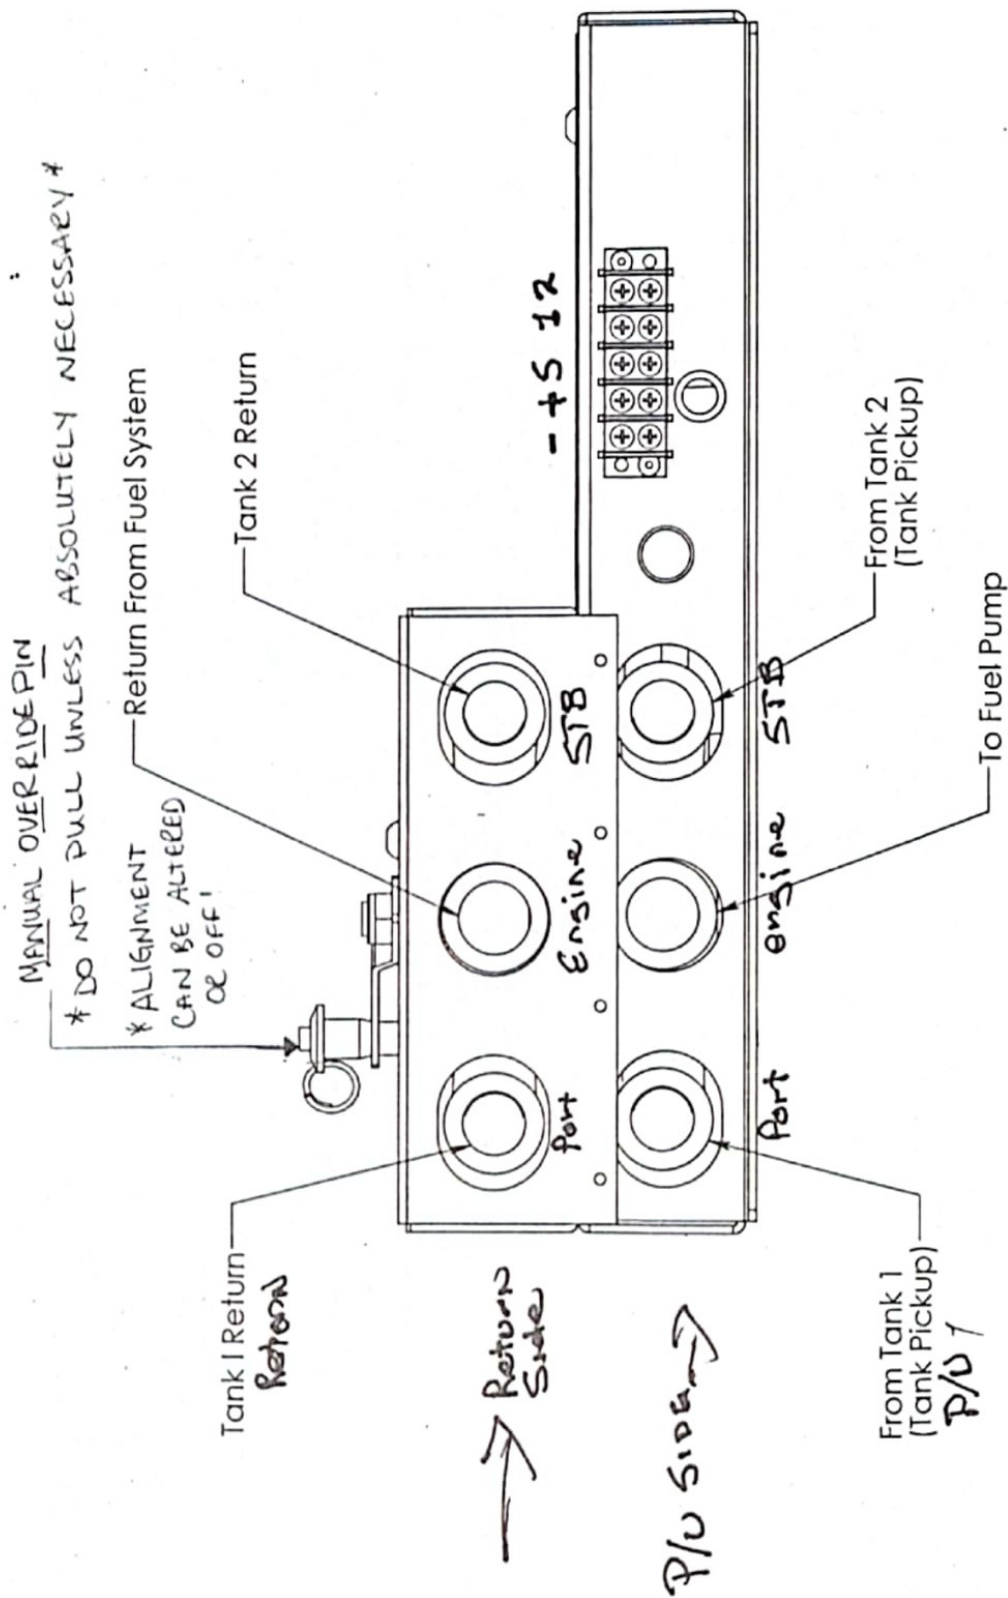 MANUAL OVERRIDE PIN
* DO NOT PULL UNLESS ABSOLUTELY NECESSARY *
* ALIGNMENT
CAN BE ALTERED
OR OFF!
Return From Fuel System
Tank 2 Return
Tank 1 Return
Return
- + S 1 2
Port
Engine
STB
Return
Side
P/U SIDE
Port
engine
STB
From Tank 1
(Tank Pickup)
P/U
From Tank 2
(Tank Pickup)
To Fuel Pump